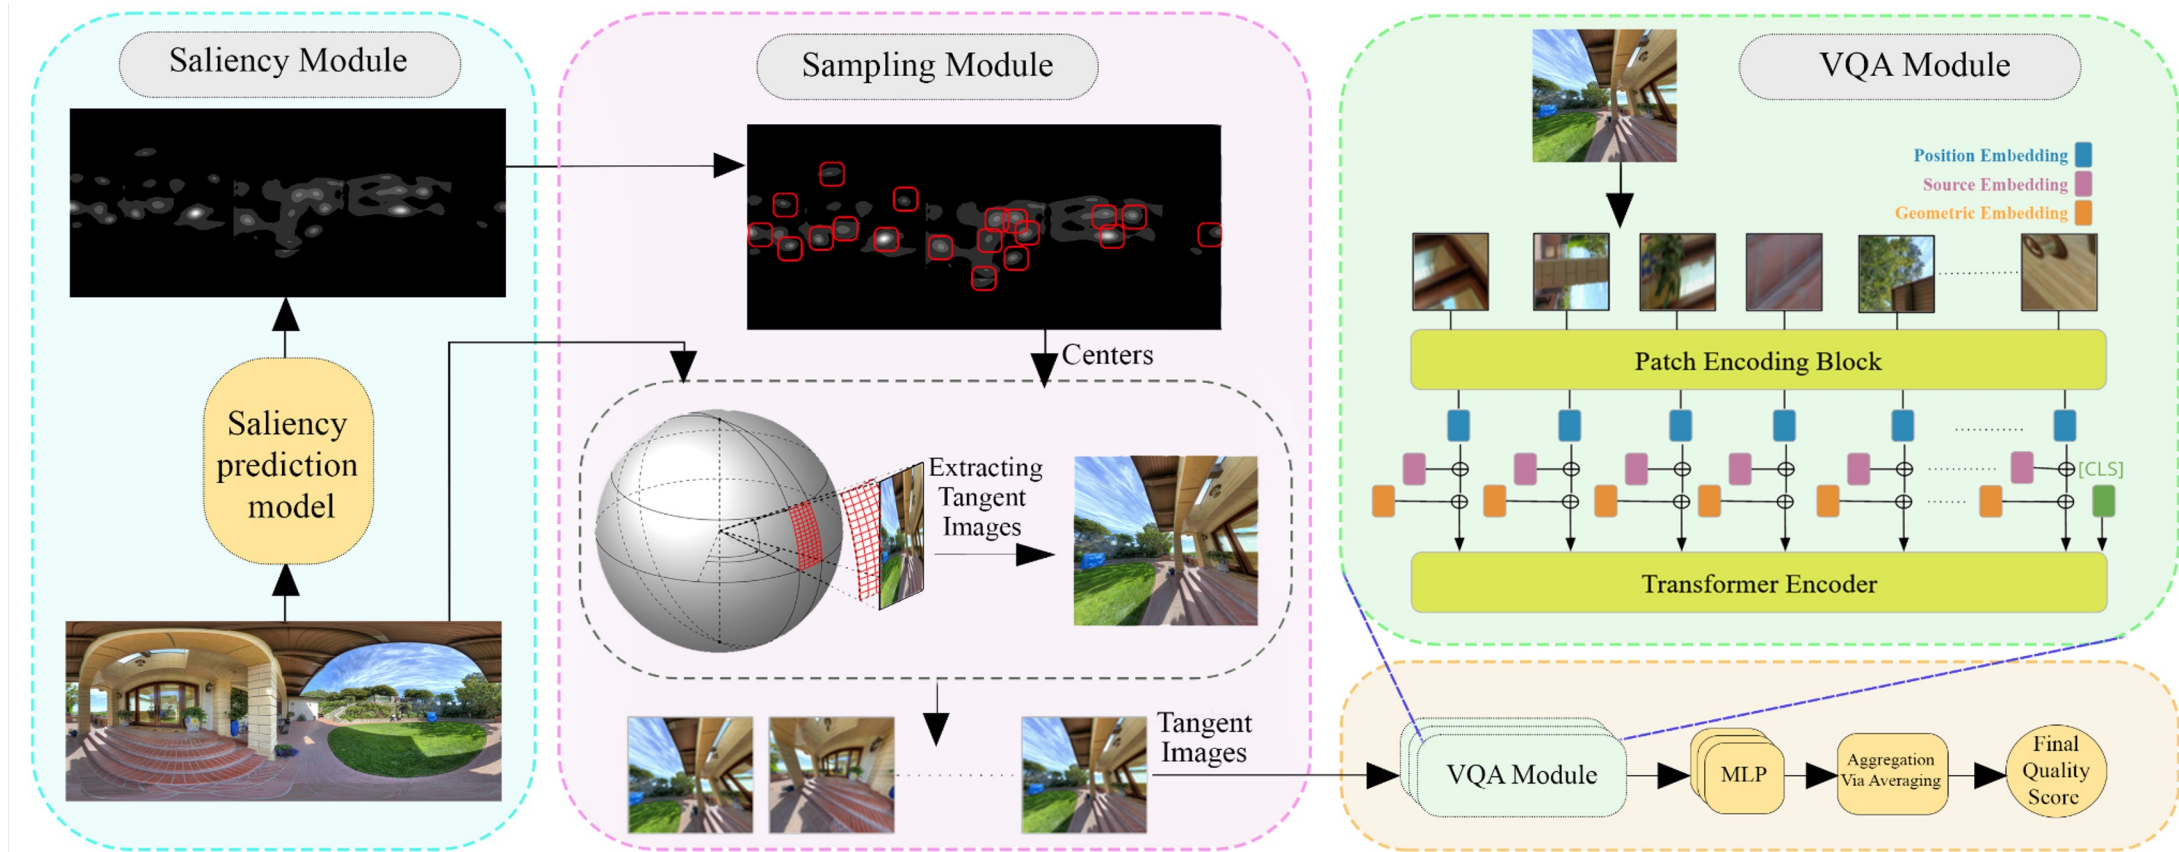 Saliency Module
Saliency
prediction
model
Sampling Module
Centers
Extracting
Tangent
Images
Tangent
Images
VQA Module
Position Embedding
Source Embedding
Geometric Embedding
Patch Encoding Block
[CLS]
Transformer Encoder
VQA Module
MLP
Aggregation
Via Averaging
Final
Quality
Score